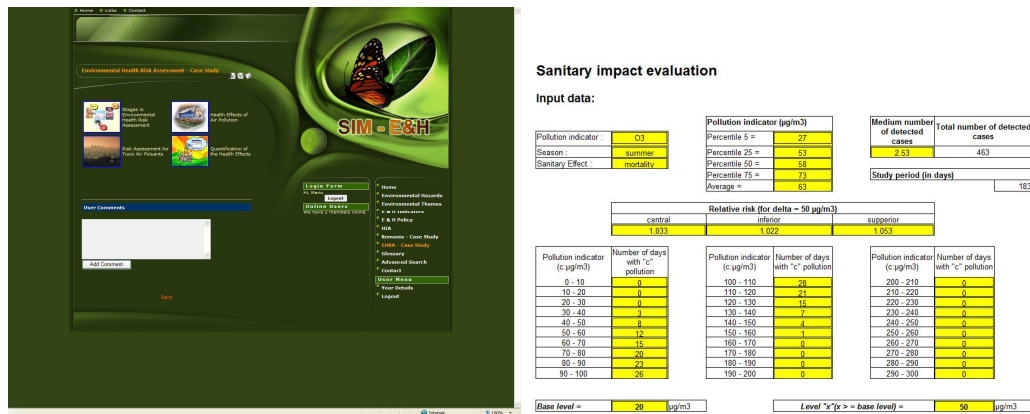 Home Links Contact
Environmental Health Risk Assessment - Case study
Stages in
Environmental
Health Risk
Assessment
Health Effects of
Air Pollution
Risk Assessment for
Toxic Air Poluants
Quantification of
the Health Effects
SIM - E&H
Login Form
Hi, Mario
Logout
Online Users
We have 2 members online
Home
Environmental Hazards
Environmental Themes
E & H Indicators
E & H Policy
HIA
Romania - Case Study
EHRA - Case Study
Glossary
Advanced Search
Contact
User Menu
Your Details
Logout
User Comments
Add Comment
Back
Internet
100%
Sanitary impact evaluation
Input data:
Pollution indicator : O3
Season : summer
Sanitary Effect : mortality
Pollution indicator (µg/m3)
Percentile 5 = 27
Percentile 25 = 53
Percentile 50 = 58
Percentile 75 = 73
Average = 63
Medium number of detected cases Total number of detected cases
2.53 463
Study period (in days)
183
Relative risk (for delta = 50 µg/m3)
central inferior supperior
1.033 1.022 1.053
Pollution indicator (c:µg/m3) Number of days with "c" pollution
0 - 10 0
10 - 20 0
20 - 30 0
30 - 40 3
40 - 50 8
50 - 60 12
60 - 70 15
70 - 80 20
80 - 90 23
90 - 100 26
Pollution indicator (c:µg/m3) Number of days with "c" pollution
100 - 110 28
110 - 120 21
120 - 130 15
130 - 140 7
140 - 150 4
150 - 160 1
160 - 170 0
170 - 180 0
180 - 190 0
190 - 200 0
Pollution indicator (c:µg/m3) Number of days with "c" pollution
200 - 210 0
210 - 220 0
220 - 230 0
230 - 240 0
240 - 250 0
250 - 260 0
260 - 270 0
270 - 280 0
280 - 290 0
290 - 300 0
Base level = 20 µg/m3
Level "x"(x > = base level) = 50 µg/m3